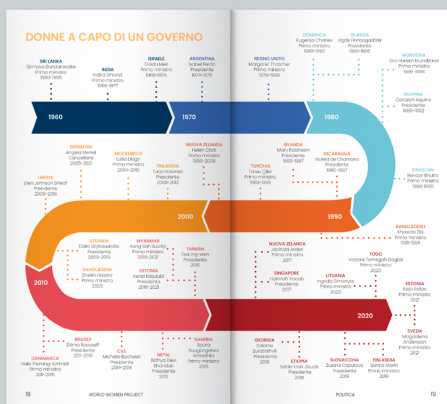 DONNE A CAPO DI UN GOVERNO
SRI LANKA
Sirimavo Bandaranaike
Primo ministro
1960-1965
INDIA
Indira Ghandi
Primo ministro
1966-1977
ISRAELE
Golda Meir
Primo ministro
1969-1974
ARGENTINA
Isabel Perón
Presidente
1974-1976
REGNO UNITO
Margaret Thatcher
Primo ministro
1979-1990
DOMINICA
Eugenia Charles
Primo ministro
ISLANDA
Vigdís Finnbogadóttir
Presidente
NORVEGIA
Gro Harlem Brundtland
Primo ministro
FILIPPINE
Corazon Aquino
Presidente
1986-1992
PAKISTAN
Benazir Bhutto
Primo ministro
1988-1990
1960
1970
1980
GERMANIA
Angela Merkel
Cancelliere
2005-2021
MOZAMBICO
Luisa Diogo
Primo ministro
2004-2010
FINLANDIA
Tarja Halonen
Presidente
2000-2012
NUOVA ZELANDA
Helen Clark
Primo ministro
1999-2008
TURCHIA
Tansu Çiller
Primo ministro
1993-1996
IRLANDA
Mary Robinson
Presidente
1990-1997
NICARAGUA
Violeta de Chamorro
Presidente
1990-1997
LIBERIA
Ellen Johnson Sirleaf
Presidente
2006-2018
BANGLADESH
Khaleda Zia
Primo ministro
1991-1996
2000
1990
2010
LITUANIA
Dalia Grybauskaite
Presidente
2009-2019
BANGLADESH
Sheikh Hasina
Primo ministro
2009
MYANMAR
Aung San Suu Kyi
Primo ministro
2016-2021
ESTONIA
Kersti Kaljulaid
Presidente
2016-2021
TAIWAN
Tsai Ing-wen
Presidente
2016
NUOVA ZELANDA
Jacinda Arden
Primo ministro
2017
SINGAPORE
Halimah Yacob
Presidente
2017
LITUANIA
Ingrida Simonyte
Primo ministro
2020
TOGO
Victoire Tomegah Dogbé
Primo ministro
2020
ESTONIA
Kaja Kallas
Primo ministro
2021
2020
DANIMARCA
Helle Thorning-Schmidt
Primo ministro
2011-2015
BRASILE
Dilma Rousseff
Presidente
2011-2016
CILE
Michelle Bachelet
Presidente
2014-2018
NEPAL
Bidhya Devi
Bhandari
Presidente
2015
NAMIBIA
Saara
Kuugongelwa
Amadhila
Primo ministro
2015
GEORGIA
Salome
Zurabishvili
Presidente
2018
ETIOPIA
Sahle-Work Zewde
Presidente
2018
SLOVACCHIA
Zuzana Čaputová
Presidente
2019
FINLANDIA
Sanna Marin
Primo ministro
2019
SVEZIA
Magdalena
Andersson
Primo ministro
2021
18
WORLD WOMEN PROJECT
POLITICA
19